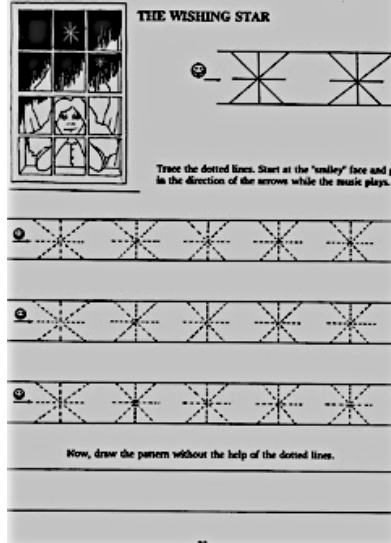 THE WISHING STAR
Trace the dotted lines. Start at the "smiley" face and
in the direction of the arrows while the music plays.
Now, draw the pattern without the help of the dotted lines.